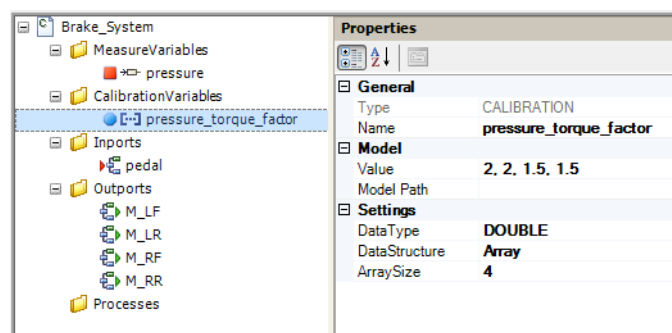 Brake_System
MeasureVariables
pressure
CalibrationVariables
pressure_torque_factor
Inports
pedal
Outports
M_LF
M_LR
M_RF
M_RR
Processes
Properties
General
Type CALIBRATION
Name pressure_torque_factor
Model
Value 2, 2, 1.5, 1.5
Model Path
Settings
DataType DOUBLE
DataStructure Array
ArraySize 4